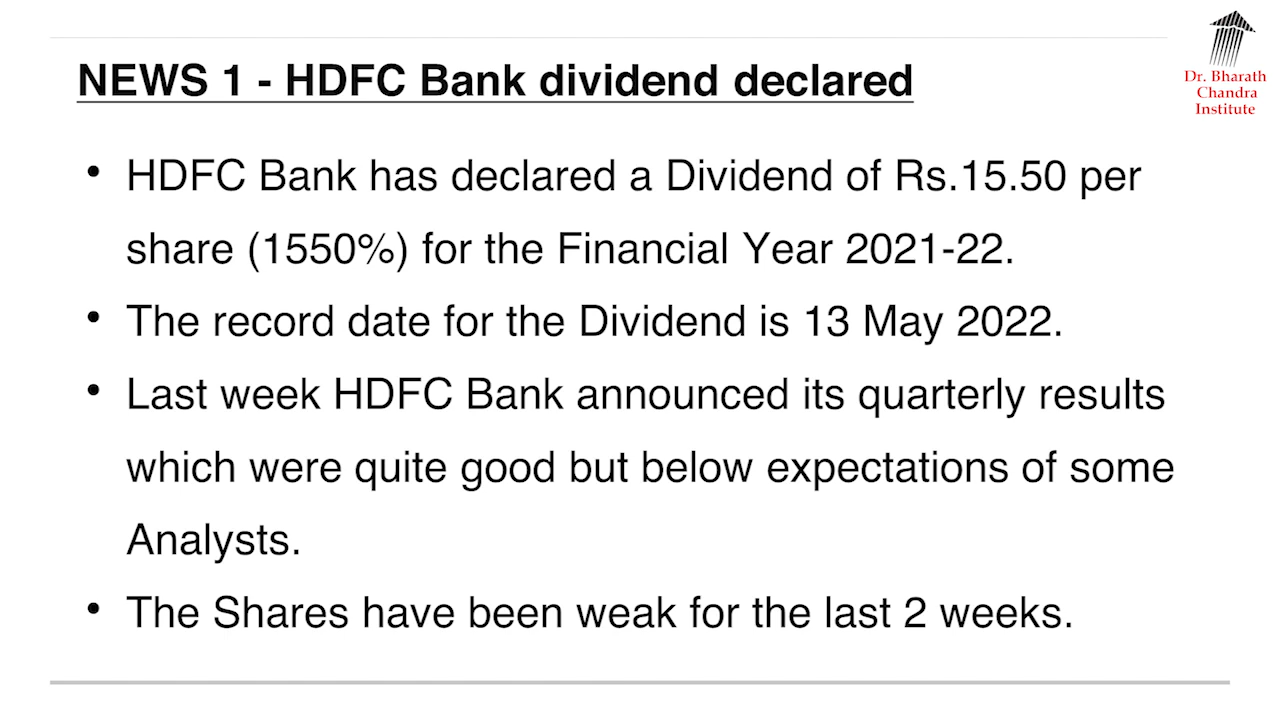 Dr. Bharath
Chandra
Institute
NEWS 1 - HDFC Bank dividend declared
• HDFC Bank has declared a Dividend of Rs.15.50 per
share (1550%) for the Financial Year 2021-22.
• The record date for the Dividend is 13 May 2022.
• Last week HDFC Bank announced its quarterly results
which were quite good but below expectations of some
Analysts.
• The Shares have been weak for the last 2 weeks.